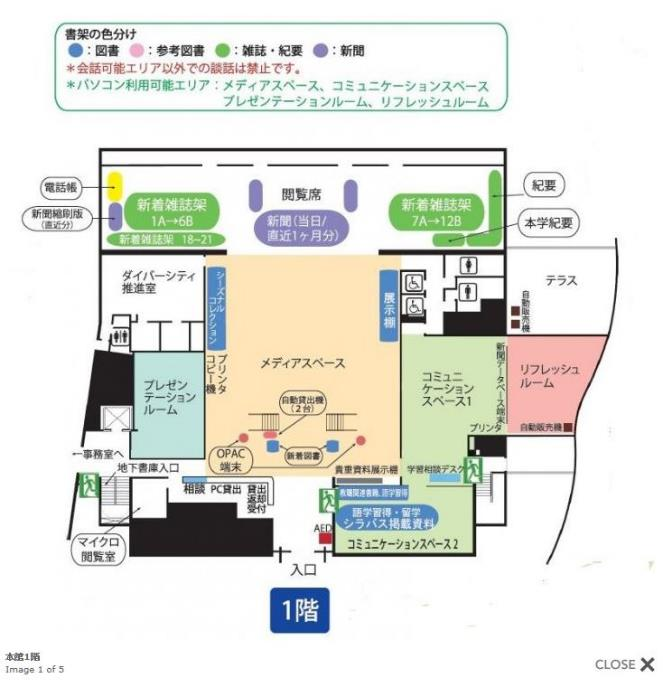 書架の色分け
：図書 ：参考図書 ：雑誌・紀要 ：新聞
＊会話可能エリア以外での談話は禁止です。
＊パソコン利用可能エリア：メディアスペース、コミュニケーションスペース
プレゼンテーションルーム、リフレッシュルーム
電話帳
新聞縮刷版
(直近分)
新着雑誌架
1A→6B
新着雑誌架 18~21
閲覧席
新聞(当日/
直近1ヶ月分)
新着雑誌架
7A→12B
紀要
本学紀要
ダイバーシティ
推進室
シーズナル
コレクション
展示棚
テラス
自動販売機
プレゼン
テーション
ルーム
プリンタ
コピー機
メディアスペース
コミュニ
ケーション
スペース1
新聞データベース端末
リフレッシュ
ルーム
自動貸出機
(2台)
プリンタ
自動販売機
OPAC
端末
新着図書
←事務室へ
地下書庫入口
貴重資料展示棚
学習相談デスク
相談
PC貸出
貸出
返却
受付
教職関連書籍、語学習得
語学習得・留学
シラバス掲載資料
マイクロ
閲覧室
AED
コミュニケーションスペース2
入口
1階
本館1階
Image 1 of 5
CLOSE X